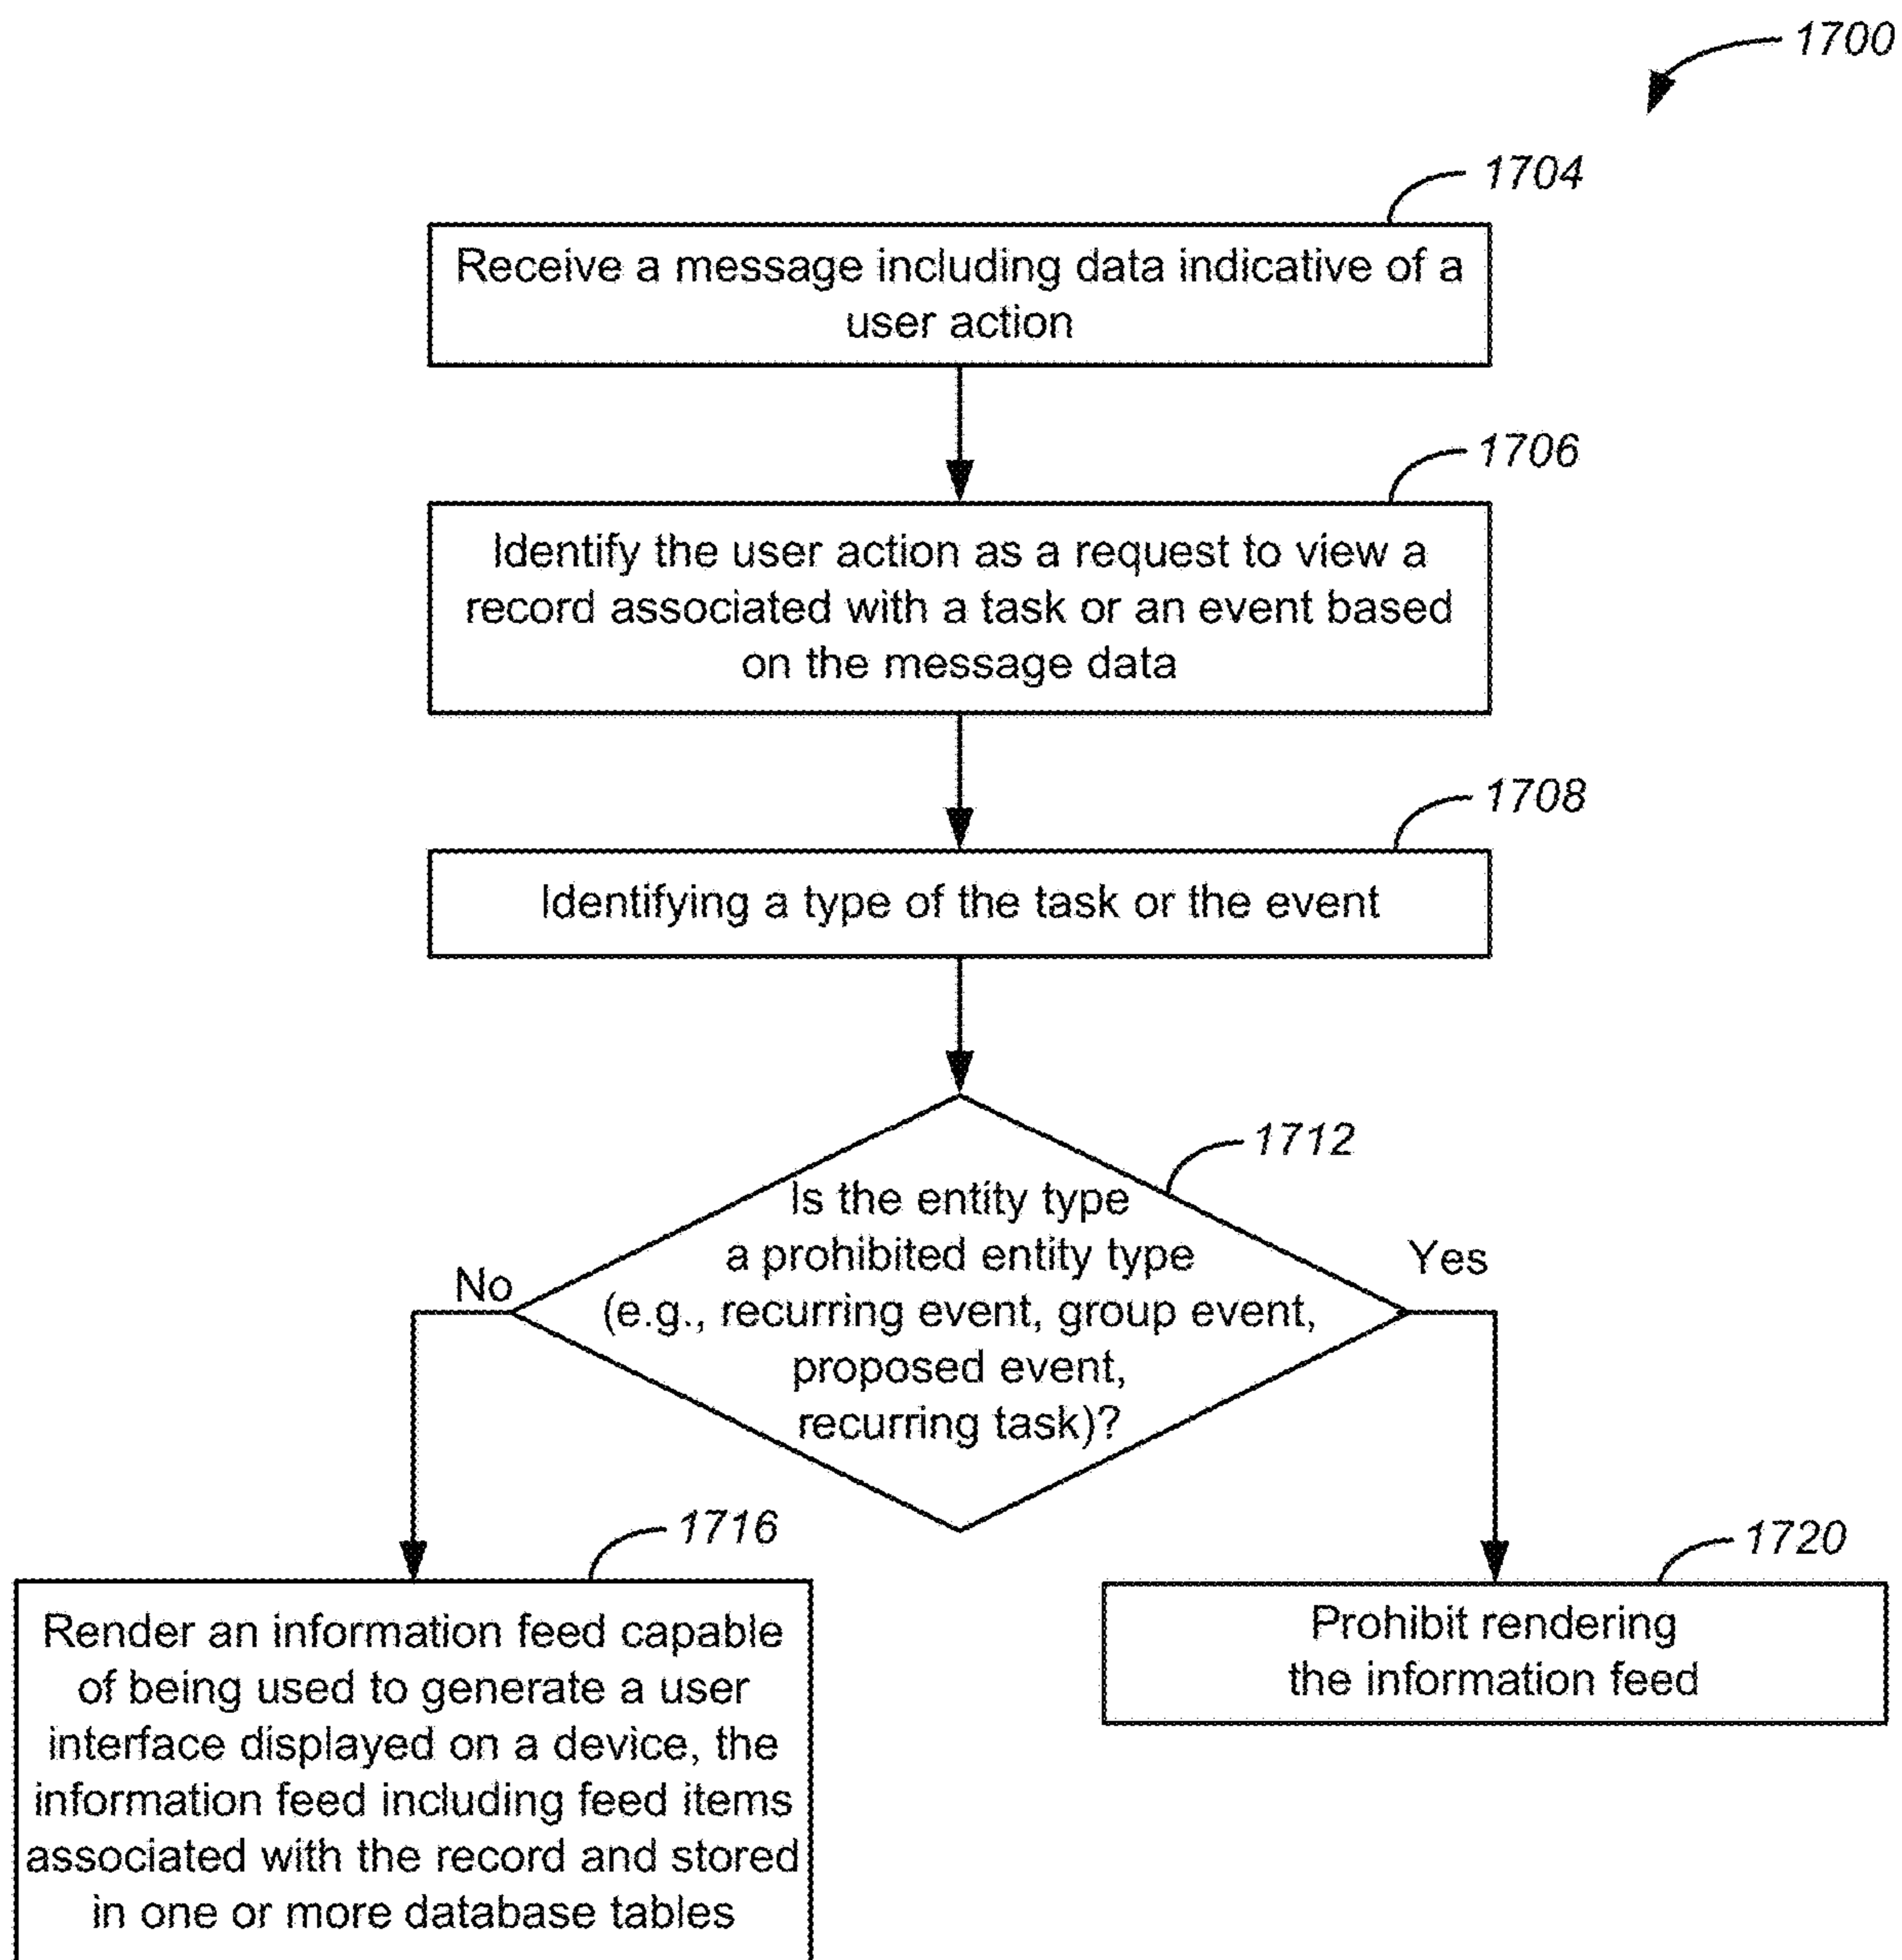 1700
1704
Receive a message including data indicative of a
user action
1706
Identify the user action as a request to view a
record associated with a task or an event based
on the message data
1708
Identifying a type of the task or the event
1712
Is the entity type
a prohibited entity type
(e.g., recurring event, group event,
proposed event,
recurring task)?
No
Yes
1716
Render an information feed capable
of being used to generate a user
interface displayed on a device, the
information feed including feed items
associated with the record and stored
in one or more database tables
1720
Prohibit rendering
the information feed